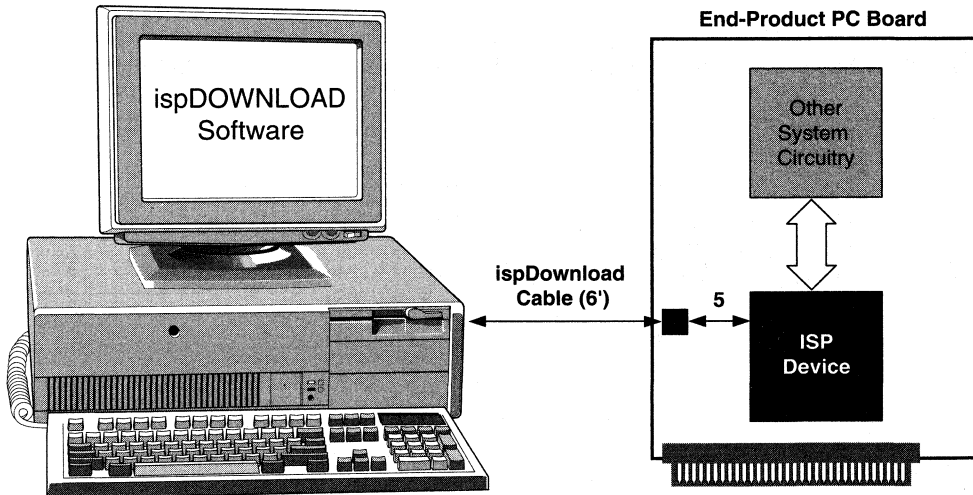 End-Product PC Board
ispDOWNLOAD
Software
Other
System
Circuitry
ispDownload
Cable (6')
5
ISP
Device